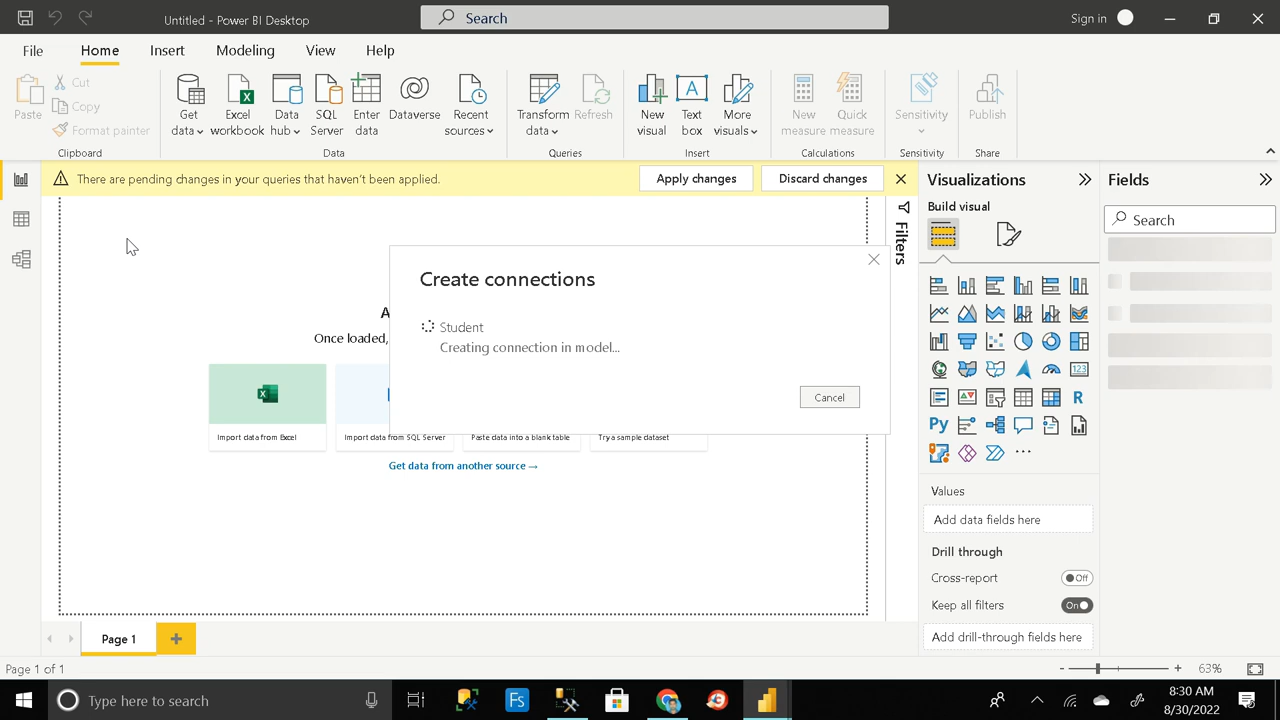 Untitled - Power BI Desktop
Search
Sign in
File
Home
Insert
Modeling
View
Help
Paste
Cut
Copy
Format painter
Clipboard
Get data
Excel workbook
Data hub
SQL Server
Enter data
Dataverse
Recent sources
Data
Transform data
Refresh
Queries
New visual
Text box
More visuals
Insert
New measure
Quick measure
Calculations
Sensitivity
Sensitivity
Publish
Share
There are pending changes in your queries that haven't been applied.
Apply changes
Discard changes
Filters
Visualizations
Build visual
Fields
Search
A
Once loaded,
Create connections
Student
Creating connection in model...
Cancel
Import data from Excel
Import data from SQL Server
Paste data into a blank table
Try a sample dataset
Get data from another source →
123
R
Py
...
Values
Add data fields here
Drill through
Cross-report
Off
Keep all filters
On
Add drill-through fields here
Page 1
Page 1 of 1
- + 63%
Type here to search
Fs
8:30 AM
8/30/2022